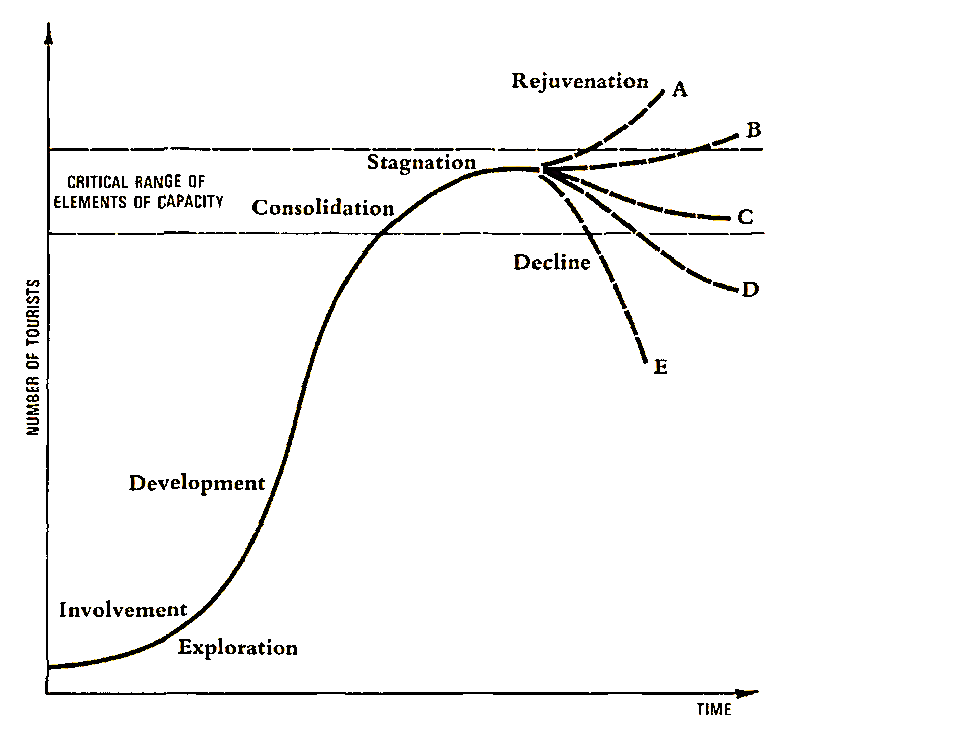 Rejuvenation
A
B
Stagnation
CRITICAL RANGE OF
ELEMENTS OF CAPACITY
Consolidation
C
Decline
D
NUMBER OF TOURISTS
E
Development
Involvement
Exploration
TIME